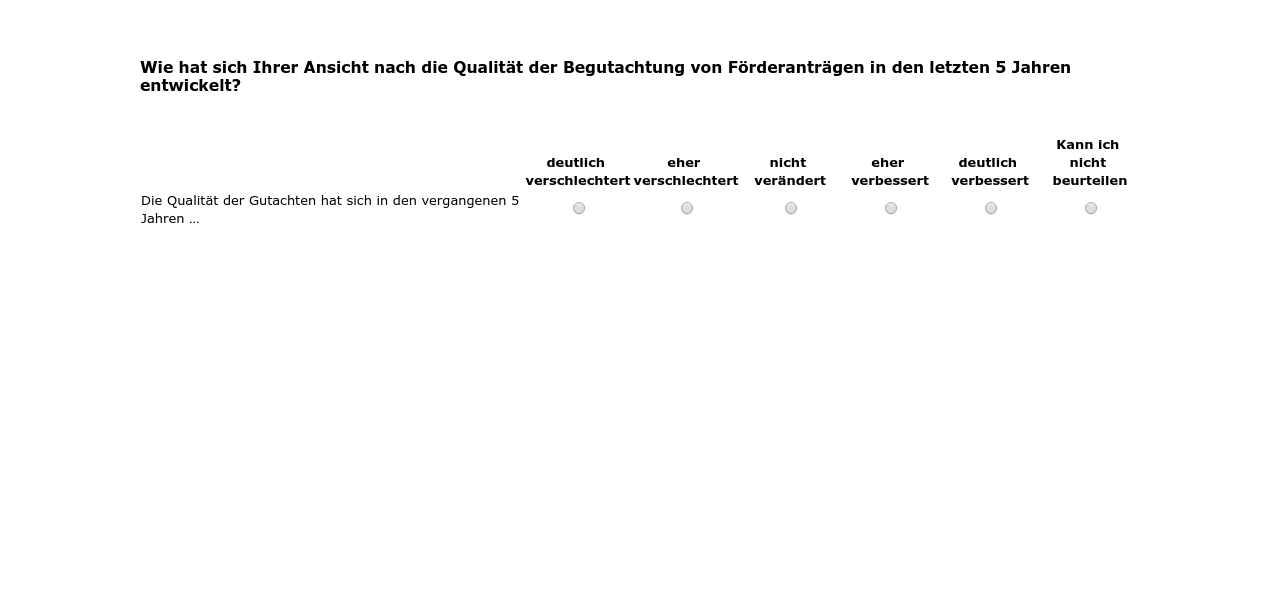 Wie hat sich Ihrer Ansicht nach die Qualität der Begutachtung von Förderanträgen in den letzten 5 Jahren
entwickelt?
Kann ich
deutlich eher nicht eher deutlich nicht
verschlechtert verschlechtert verändert verbessert verbessert beurteilen
Die Qualität der Gutachten hat sich in den vergangenen 5
Jahren ...